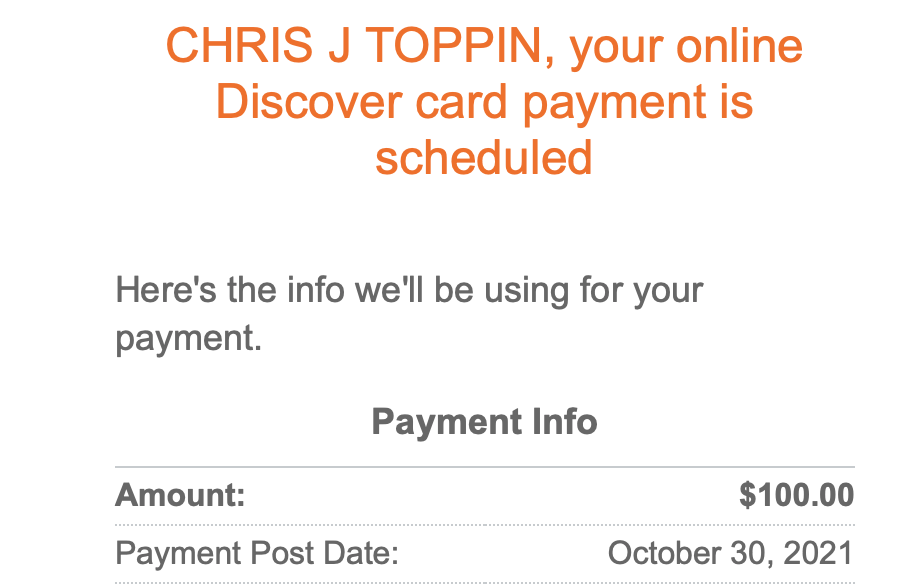 CHRIS J TOPPIN, your online
Discover card payment is
scheduled
Here's the info we'll be using for your
payment.
Payment Info
Amount: $100.00
Payment Post Date: October 30, 2021